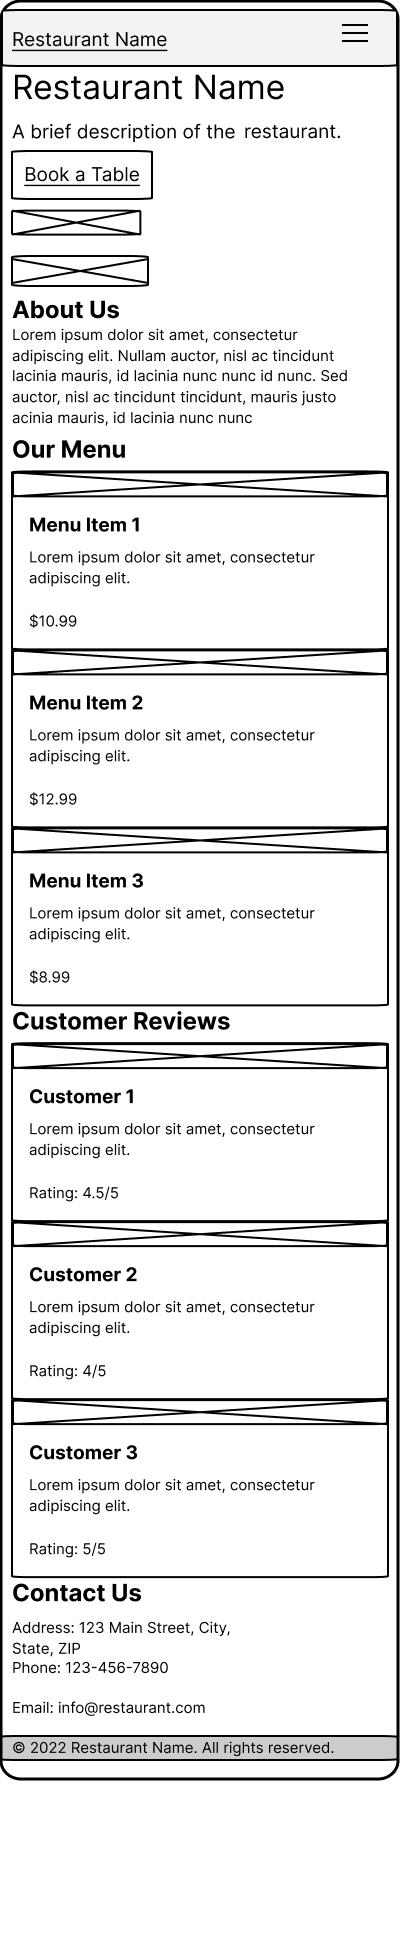 Restaurant Name
Restaurant Name
A brief description of the restaurant.
Book a Table
About Us
Lorem ipsum dolor sit amet, consectetur
adipiscing elit. Nullam auctor, nisl ac tincidunt
lacinia mauris, id lacinia nunc nunc id nunc. Sed
auctor, nisl ac tincidunt tincidunt, mauris justo
acinia mauris, id lacinia nunc nunc
Our Menu
Menu Item 1
Lorem ipsum dolor sit amet, consectetur
adipiscing elit.
$10.99
Menu Item 2
Lorem ipsum dolor sit amet, consectetur
adipiscing elit.
$12.99
Menu Item 3
Lorem ipsum dolor sit amet, consectetur
adipiscing elit.
$8.99
Customer Reviews
Customer 1
Lorem ipsum dolor sit amet, consectetur
adipiscing elit.
Rating: 4.5/5
Customer 2
Lorem ipsum dolor sit amet, consectetur
adipiscing elit.
Rating: 4/5
Customer 3
Lorem ipsum dolor sit amet, consectetur
adipiscing elit.
Rating: 5/5
Contact Us
Address: 123 Main Street, City,
State, ZIP
Phone: 123-456-7890
Email: info@restaurant.com
© 2022 Restaurant Name. All rights reserved.